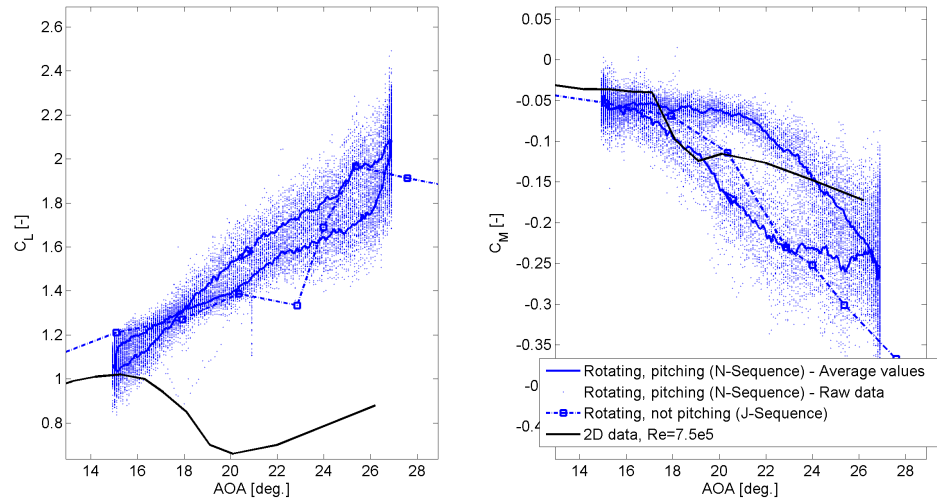 2.6
2.4
2.2
2
1.8
1.6
1.4
1.2
1
0.8
C_L [-]
14 16 18 20 22 24 26 28
AOA [deg.]
0.05
0
-0.05
-0.1
-0.15
-0.2
-0.25
-0.3
-0.35
-0
-0.4
C_M [-]
14 16 18 20 22 24 26 28
AOA [deg.]
Rotating, pitching (N-Sequence) - Average values
Rotating, pitching (N-Sequence) - Raw data
Rotating, not pitching (J-Sequence)
2D data, Re=7.5e5